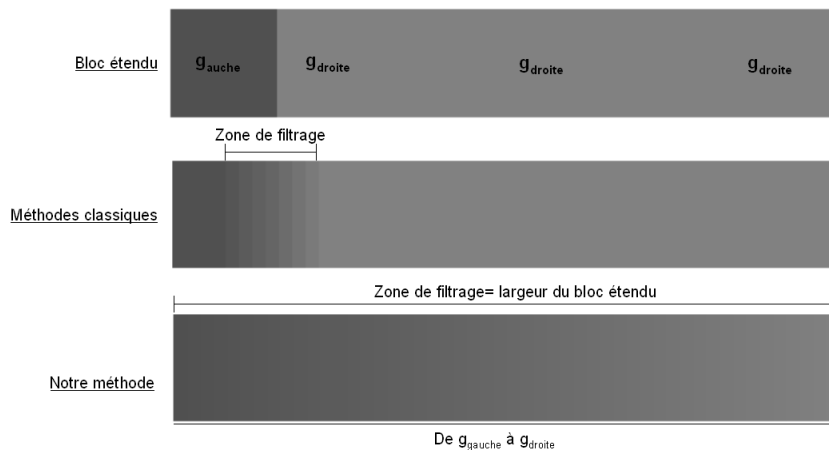 Bloc étendu
gauche gdroite gdroite gdroite
Zone de filtrage
Méthodes classiques
Zone de filtrage= largeur du bloc étendu
Notre méthode
De ggauche à gdroite